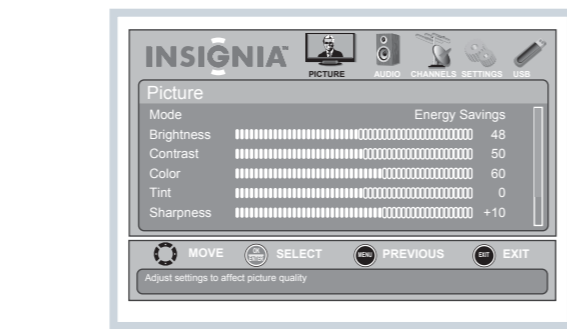 INSIGNIA
PICTURE AUDIO CHANNELS SETTINGS USB
Picture
Mode Energy Savings
Brightness 48
Contrast 50
Color 60
Tint 0
Sharpness +10
MOVE OK ENTER SELECT MENU PREVIOUS EXIT EXIT
Adjust settings to affect picture quality